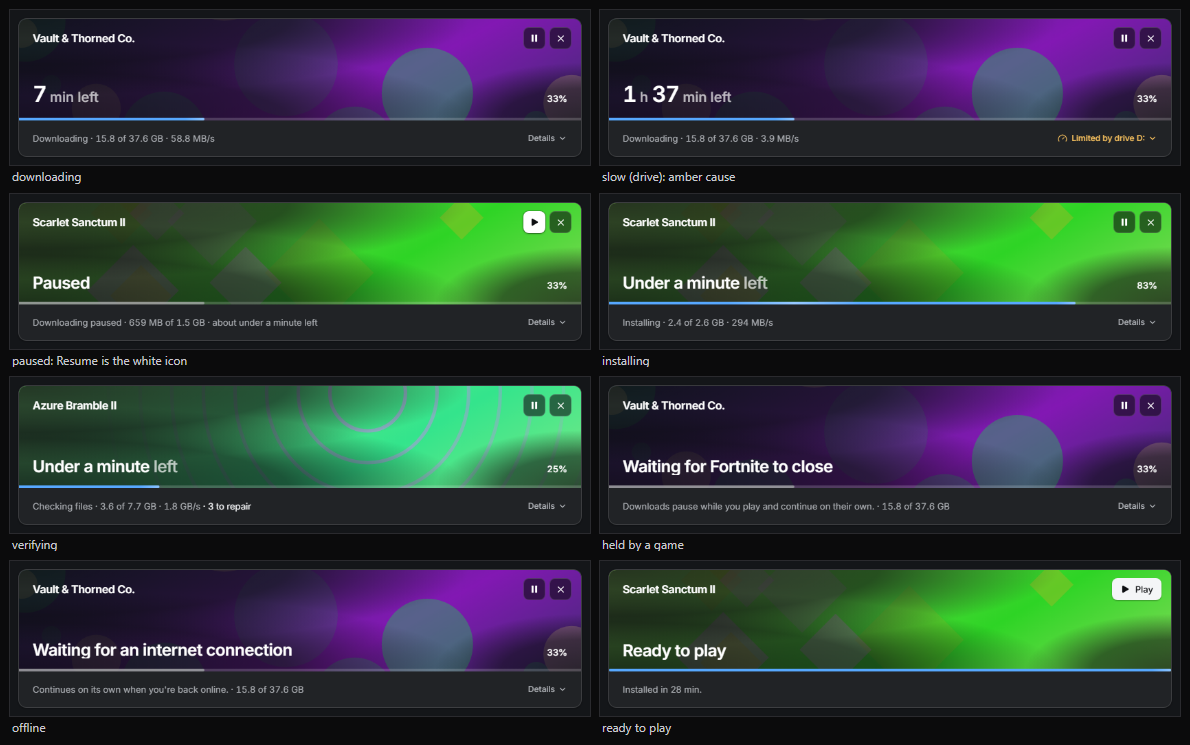 Vault & Thorned Co.
7 min left
33%
Downloading · 15.8 of 37.6 GB · 58.8 MB/s
Details
downloading
Vault & Thorned Co.
1 h 37 min left
33%
Downloading · 15.8 of 37.6 GB · 3.9 MB/s
Limited by drive D:
slow (drive): amber cause
Scarlet Sanctum II
Paused
33%
Downloading paused · 659 MB of 1.5 GB · about under a minute left
Details
paused: Resume is the white icon
Scarlet Sanctum II
Under a minute left
83%
Installing · 2.4 of 2.6 GB · 294 MB/s
Details
installing
Azure Bramble II
Under a minute left
25%
Checking files · 3.6 of 7.7 GB · 1.8 GB/s · 3 to repair
Details
verifying
Vault & Thorned Co.
Waiting for Fortnite to close
33%
Downloads pause while you play and continue on their own. · 15.8 of 37.6 GB
Details
held by a game
Vault & Thorned Co.
Waiting for an internet connection
33%
Continues on its own when you're back online. · 15.8 of 37.6 GB
Details
offline
Scarlet Sanctum II
Play
Ready to play
Installed in 28 min.
ready to play